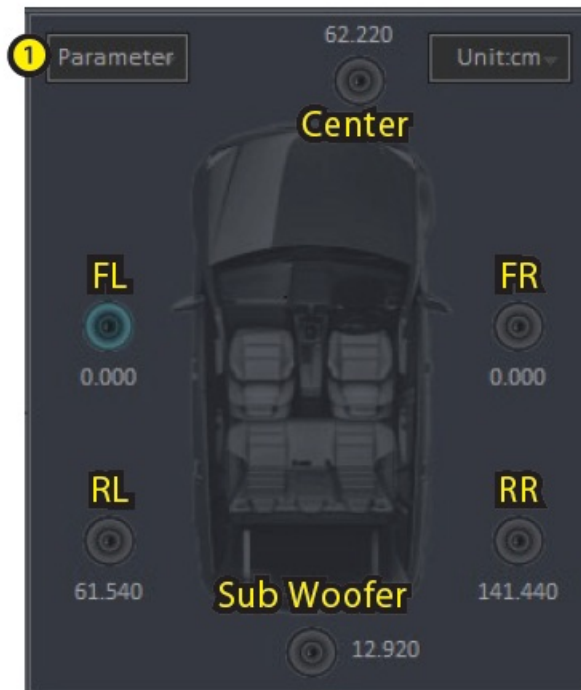 62.220
1 Parameter Unit:cm
Center
FL FR
0.000 0.000
RL RR
61.540 141.440
Sub Woofer
12.920